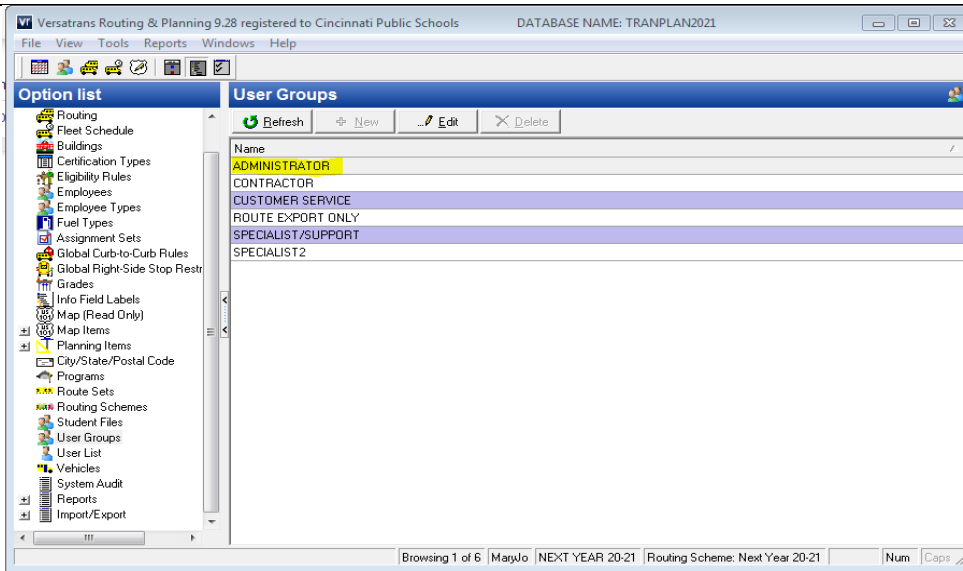 Versatrans Routing & Planning 9.28 registered to Cincinnati Public Schools DATABASE NAME: TRANPLAN2021
File View Tools Reports Windows Help
Option list
Routing
Fleet Schedule
Buildings
Certification Types
Eligibility Rules
Employees
Employee Types
Fuel Types
Assignment Sets
Global Curb-to-Curb Rules
Global Right-Side Stop Restr
Grades
Info Field Labels
Map (Read Only)
Map Items
Planning Items
City/State/Postal Code
Programs
Route Sets
Routing Schemes
Student Files
User Groups
User List
Vehicles
System Audit
Reports
Import/Export
User Groups
Refresh New Edit Delete
Name
ADMINISTRATOR
CONTRACTOR
CUSTOMER SERVICE
ROUTE EXPORT ONLY
SPECIALIST/SUPPORT
SPECIALIST2
Browsing 1 of 6 MaryJo NEXT YEAR 20-21 Routing Scheme: Next Year 20-21 Num Caps